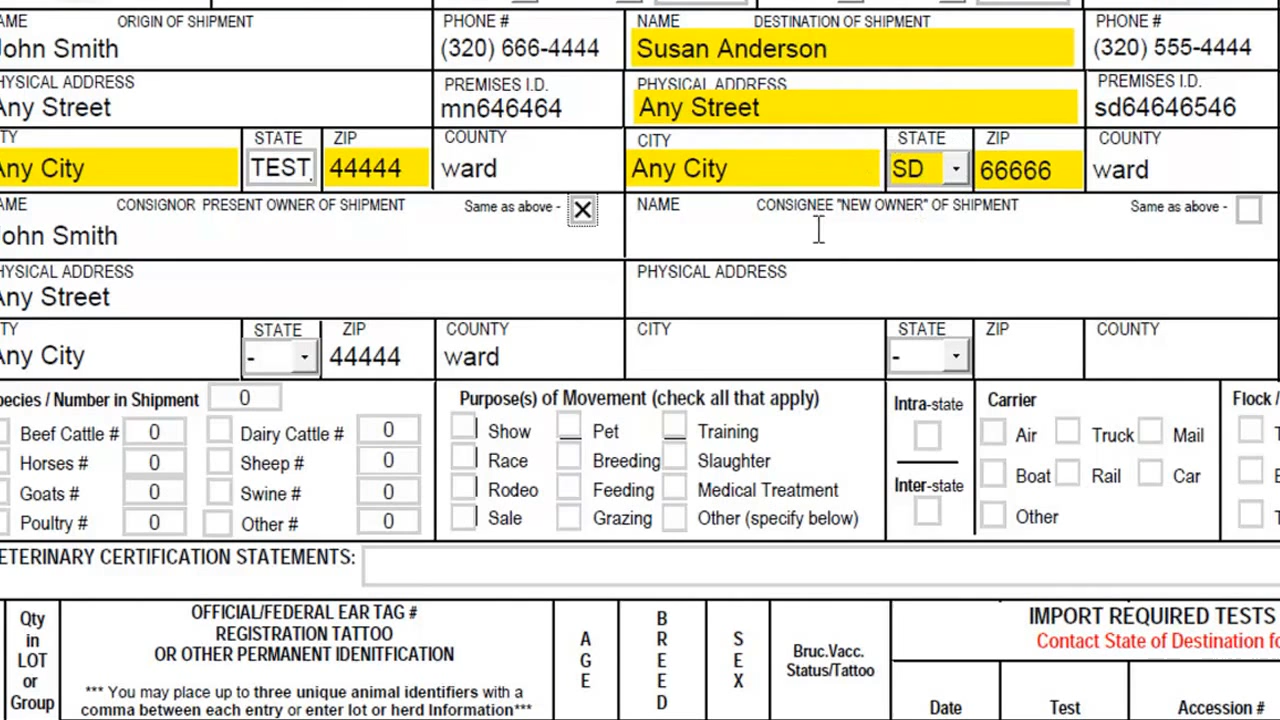 AME ORIGIN OF SHIPMENT PHONE # NAME DESTINATION OF SHIPMENT PHONE #
John Smith (320) 666-4444 Susan Anderson (320) 555-4444
HYSICAL ADDRESS PREMISES I.D. PHYSICAL ADDRESS PREMISES I.D.
Any Street mn646464 Any Street sd64646546
TY STATE ZIP COUNTY CITY STATE ZIP COUNTY
Any City TEST. 44444 ward Any City SD 66666 ward
AME CONSIGNOR PRESENT OWNER OF SHIPMENT Same as above - NAME CONSIGNEE "NEW OWNER" OF SHIPMENT Same as above -
John Smith
HYSICAL ADDRESS PHYSICAL ADDRESS
Any Street
TY STATE ZIP COUNTY CITY STATE ZIP COUNTY
Any City - 44444 ward -
pecies / Number in Shipment 0 Purpose(s) of Movement (check all that apply) Intra-state Carrier Flock /
Beef Cattle # 0 Dairy Cattle # 0 Show Pet Training Air Truck Mail T
Horses # 0 Sheep # 0 Race Breeding Slaughter Boat Rail Car E
Goats # 0 Swine # 0 Rodeo Feeding Medical Treatment Inter-state
Poultry # 0 Other # 0 Sale Grazing Other (specify below) Other T
ETERINARY CERTIFICATION STATEMENTS:
Qty in LOT or Group
OFFICIAL/FEDERAL EAR TAG #
REGISTRATION TATTOO
OR OTHER PERMANENT IDENITFCATION
*** You may place up to three unique animal identifiers with a
comma between each entry or enter lot or herd Information***
AGE
BREED
SEX
Bruc.Vacc.
Status/Tattoo
IMPORT REQUIRED TESTS
Contact State of Destination fo
Date Test Accession #